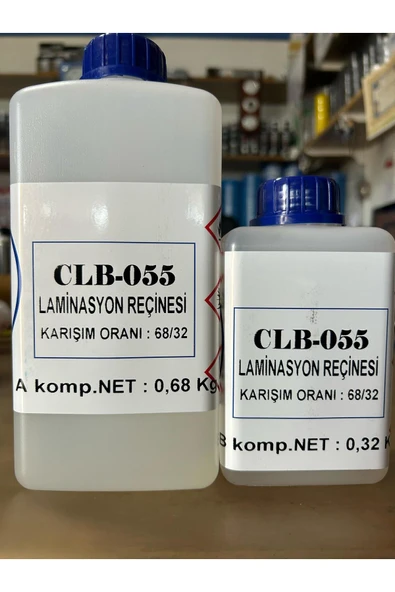 CLB-055
LAMİNASYON REÇİNESİ
KARIŞIM ORANI : 68/32
A komp.NET : 0,68 Kg
CLB-055
LAMİNASYON REÇİNESİ
KARIŞIM ORANI : 68/32
B komp.NET : 0,32 K